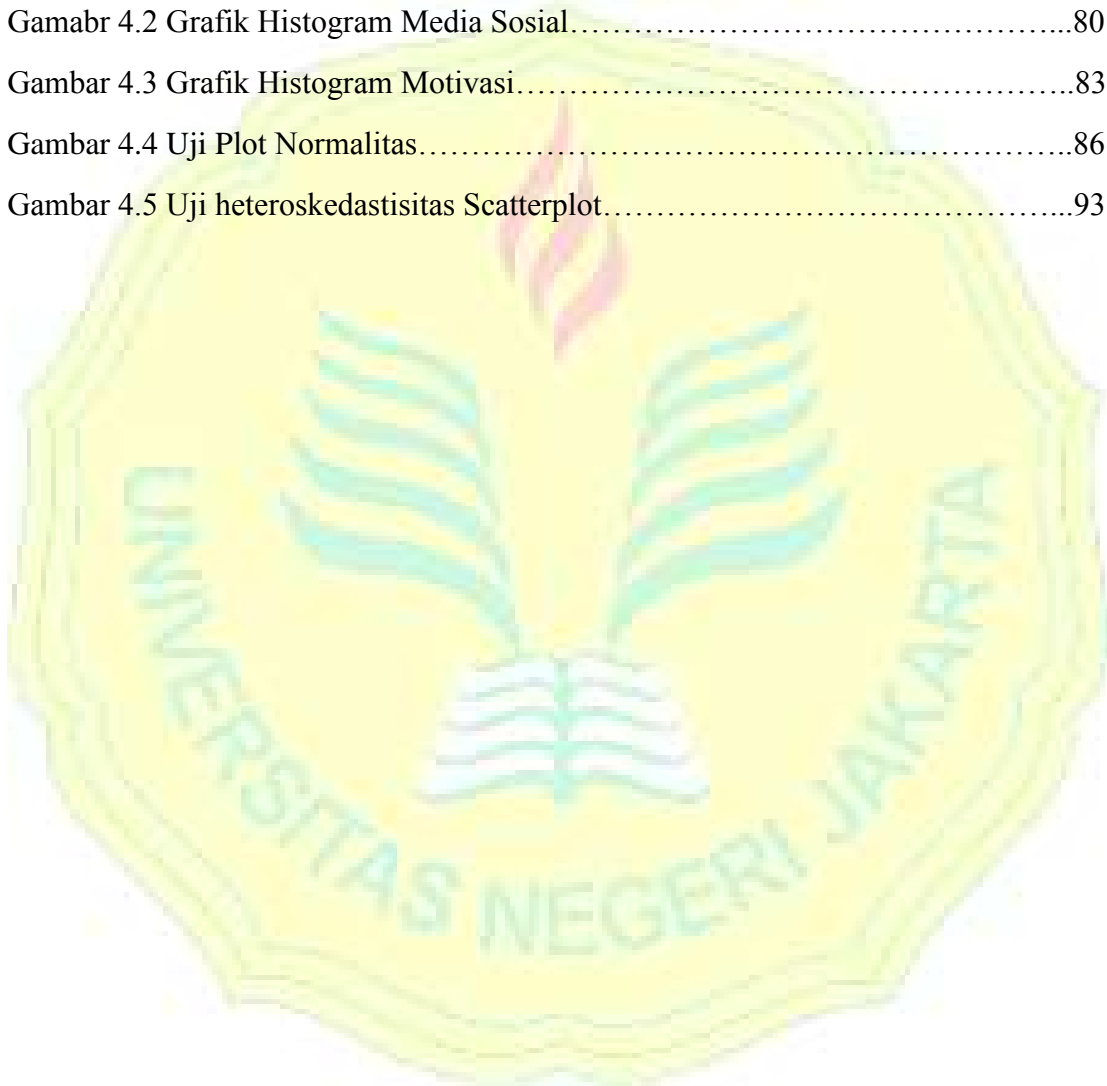 Gamabr 4.2 Grafik Histogram Media Sosial…………………………………………...80
Gambar 4.3 Grafik Histogram Motivasi………………………………………………..83
Gambar 4.4 Uji Plot Normalitas………………………………………………………..86
Gambar 4.5 Uji heteroskedastisitas Scatterplot………………………………………...93
UNIVERSITAS NEGERI JAKARTA